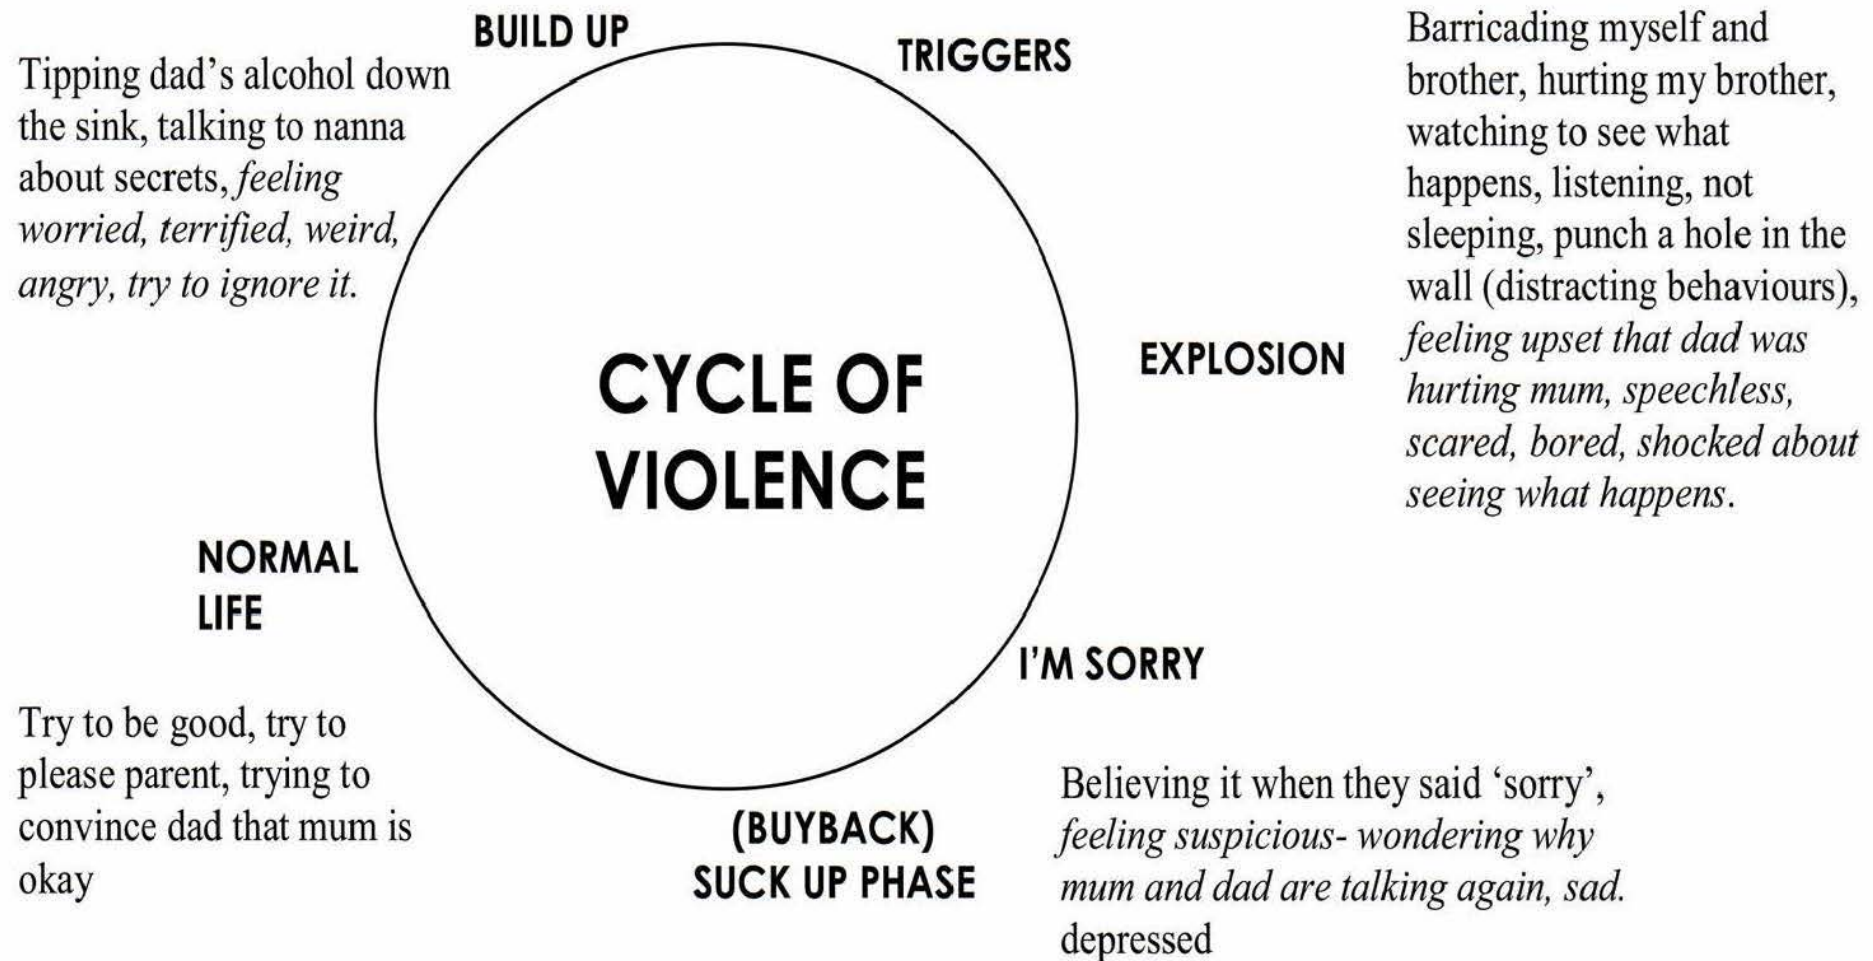 BUILD UP
Tipping dad's alcohol down
the sink, talking to nanna
about secrets, feeling
worried, terrified, weird,
angry, try to ignore it.
TRIGGERS
Barricading myself and
brother, hurting my brother,
watching to see what
happens, listening, not
sleeping, punch a hole in the
wall (distracting behaviours),
feeling upset that dad was
hurting mum, speechless,
scared, bored, shocked about
seeing what happens.
EXPLOSION
CYCLE OF
VIOLENCE
NORMAL
LIFE
Try to be good, try to
please parent, trying to
convince dad that mum is
okay
I'M SORRY
Believing it when they said ‘sorry’,
feeling suspicious- wondering why
mum and dad are talking again, sad.
depressed
(BUYBACK)
SUCK UP PHASE